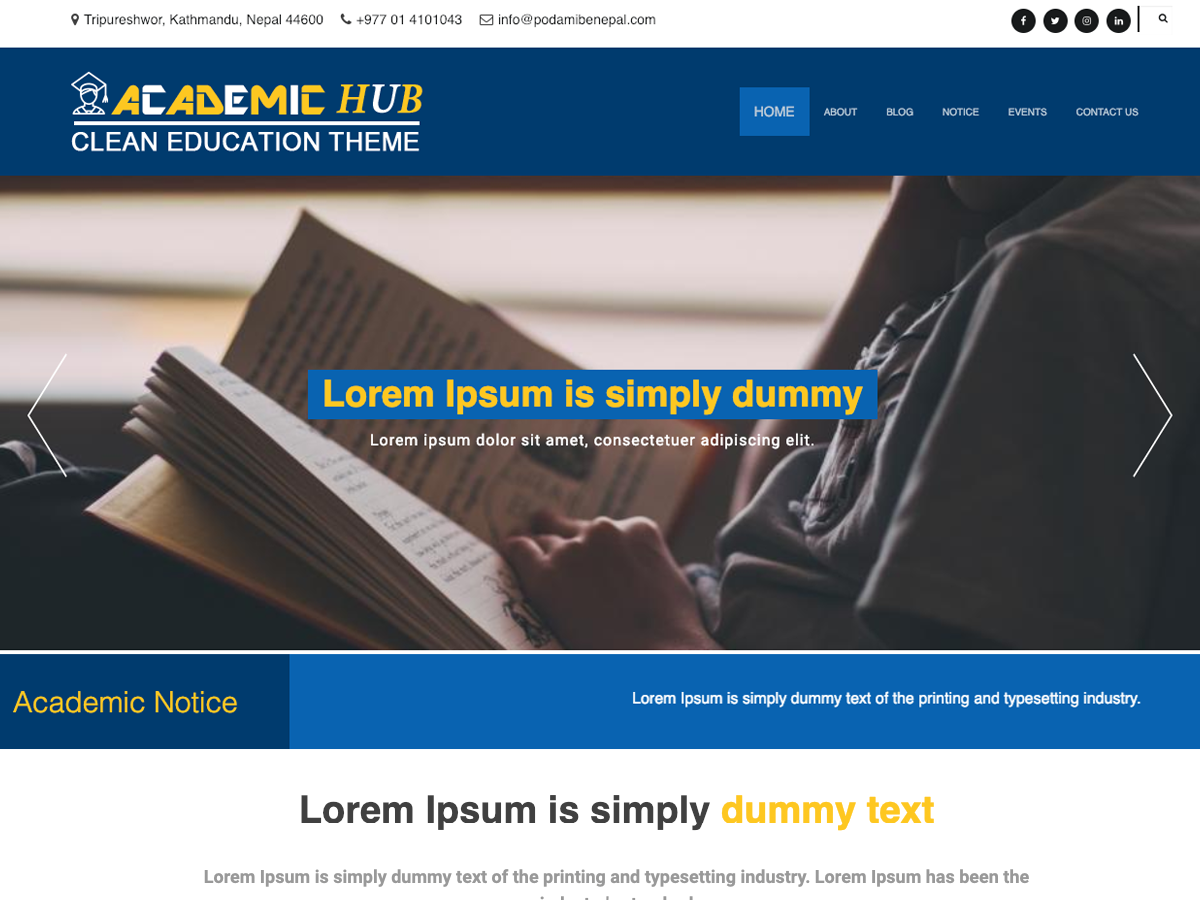 Tripureshwor, Kathmandu, Nepal 44600 +977 01 4101043 info@podamibenepal.com
ACADEMIC HUB
CLEAN EDUCATION THEME
HOME ABOUT BLOG NOTICE EVENTS CONTACT US
Lorem Ipsum is simply dummy
Lorem ipsum dolor sit amet, consectetuer adipiscing elit.
Academic Notice
Lorem Ipsum is simply dummy text of the printing and typesetting industry.
Lorem Ipsum is simply dummy text
Lorem Ipsum is simply dummy text of the printing and typesetting industry. Lorem Ipsum has been the